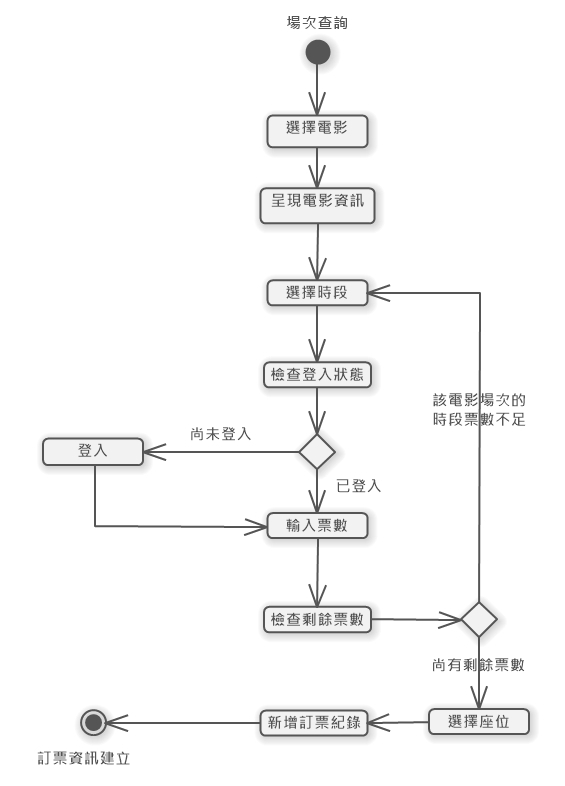 場次查詢
選擇電影
呈現電影資訊
選擇時段
檢查登入狀態
該電影場次的
時段票數不足
尚未登入
登入
已登入
輸入票數
檢查剩餘票數
尚有剩餘票數
選擇座位
新增訂票紀錄
訂票資訊建立